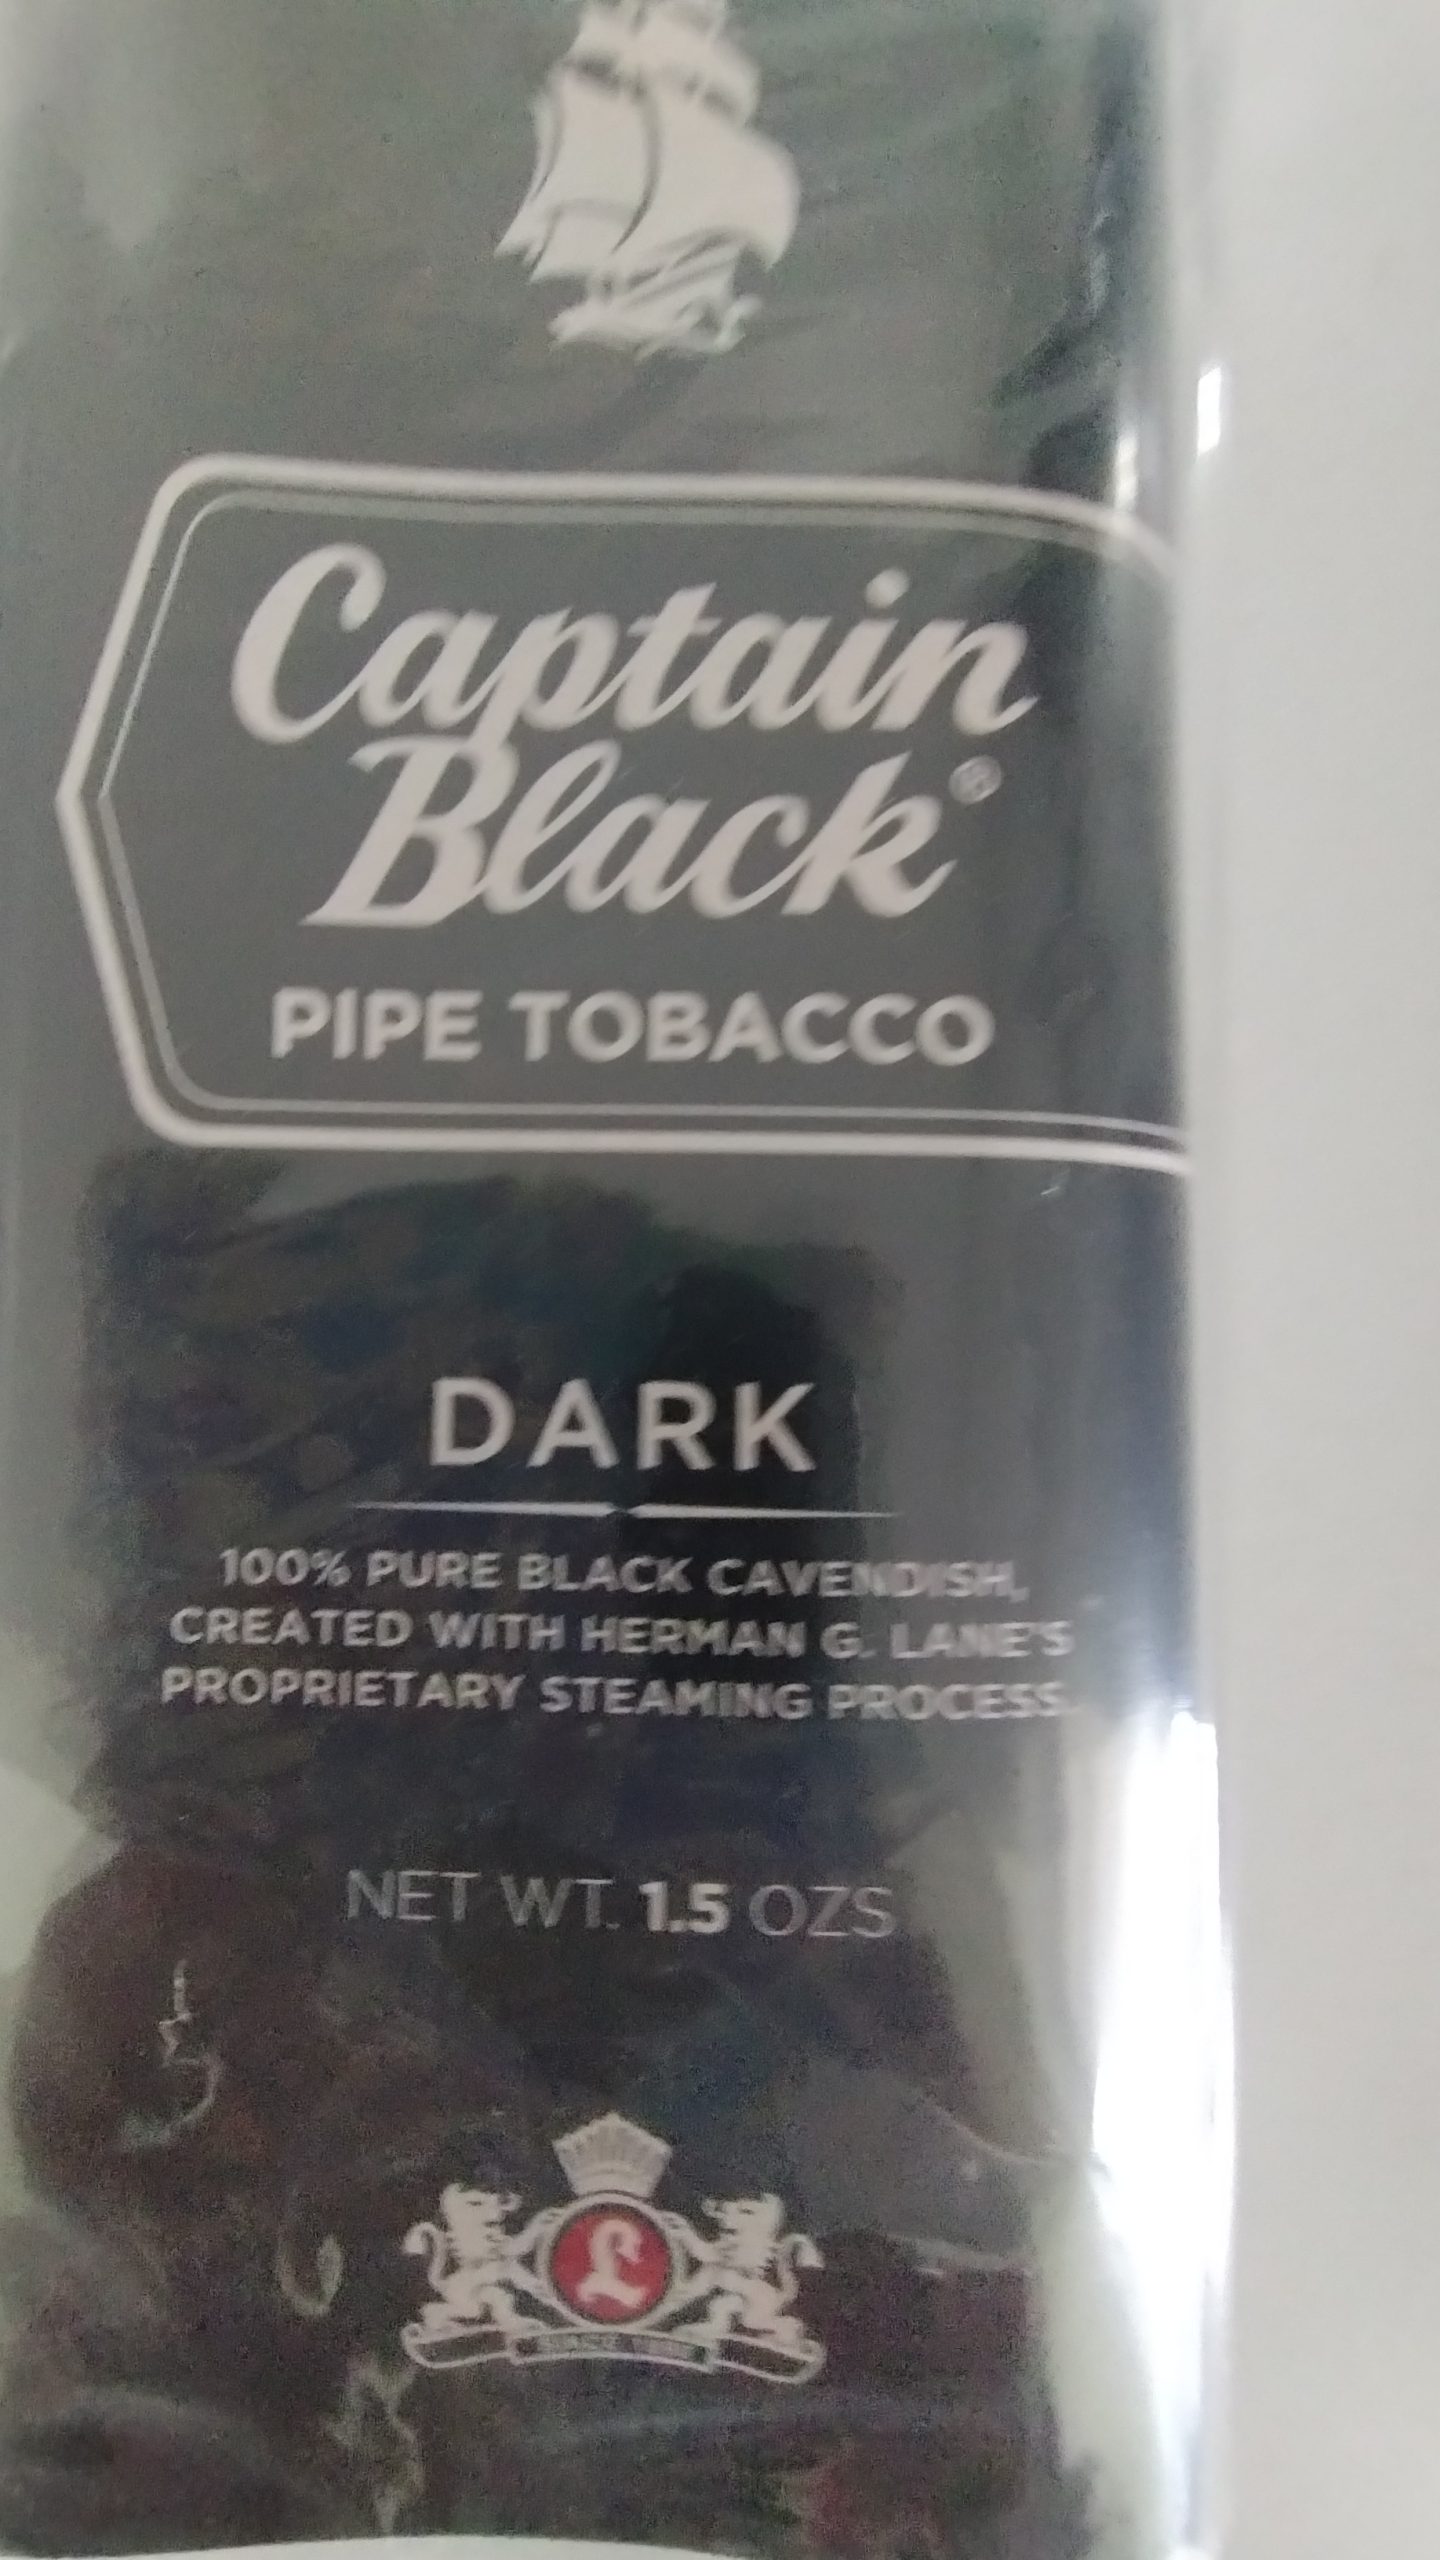 Captain
Black®
PIPE TOBACCO
DARK
100% PURE BLACK CAVENDISH,
CREATED WITH HERMAN G. LANE'S
PROPRIETARY STEAMING PROCESS.
NET WT. 1.5 OZS
L